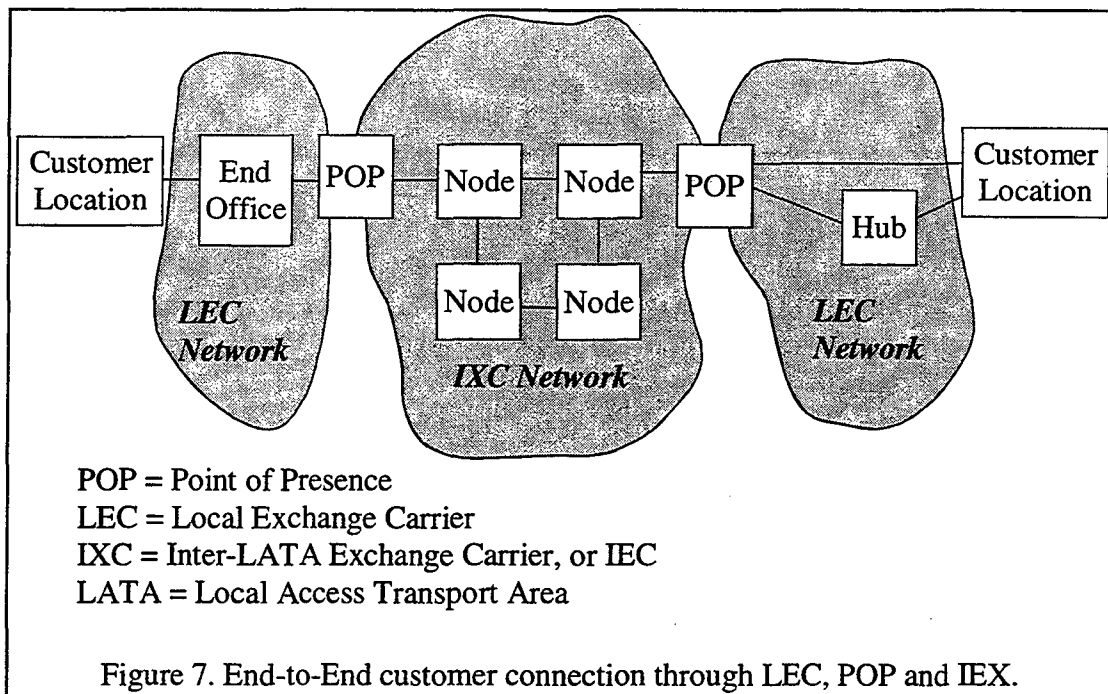 Customer
Location
End
Office
POP
Node
Node
Node
Node
POP
Hub
Customer
Location
LEC
Network
IXC Network
LEC
Network
POP = Point of Presence
LEC = Local Exchange Carrier
IXC = Inter-LATA Exchange Carrier, or IEC
LATA = Local Access Transport Area
Figure 7. End-to-End customer connection through LEC, POP and IEX.